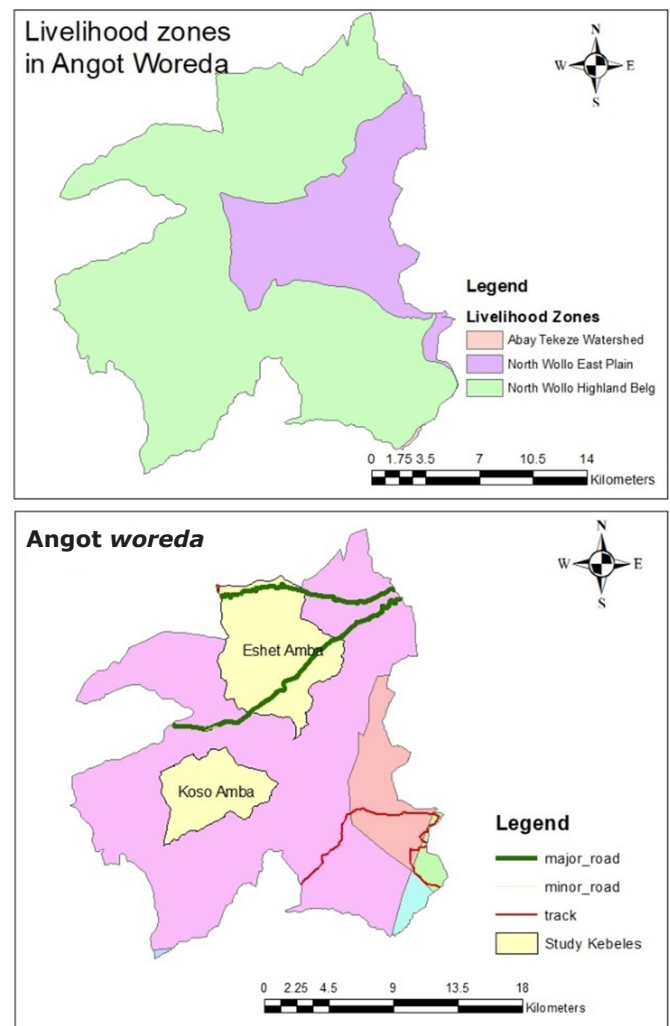 Livelihood zones
in Angot Woreda
N
W E
S
Legend
Livelihood Zones
Abay Tekeze Watershed
North Wollo East Plain
North Wollo Highland Belg
0 1.75 3.5 7 10.5 14
Kilometers
Angot woreda
N
W E
S
Eshet Amba
Koso Amba
Legend
major_road
minor_road
track
Study Kebeles
0 2.25 4.5 9 13.5 18
Kilometers